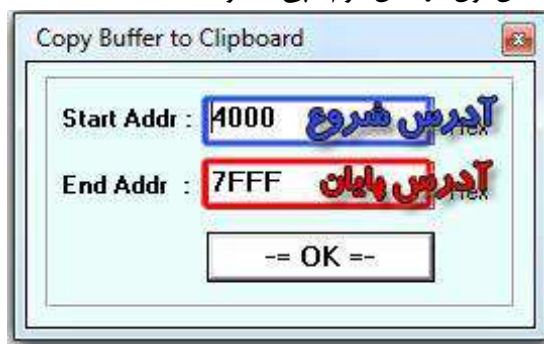 Copy Buffer to Clipboard
Start Addr : 4000 آدرس شروع
End Addr : 7FFF آدرس پایان
-= OK =-